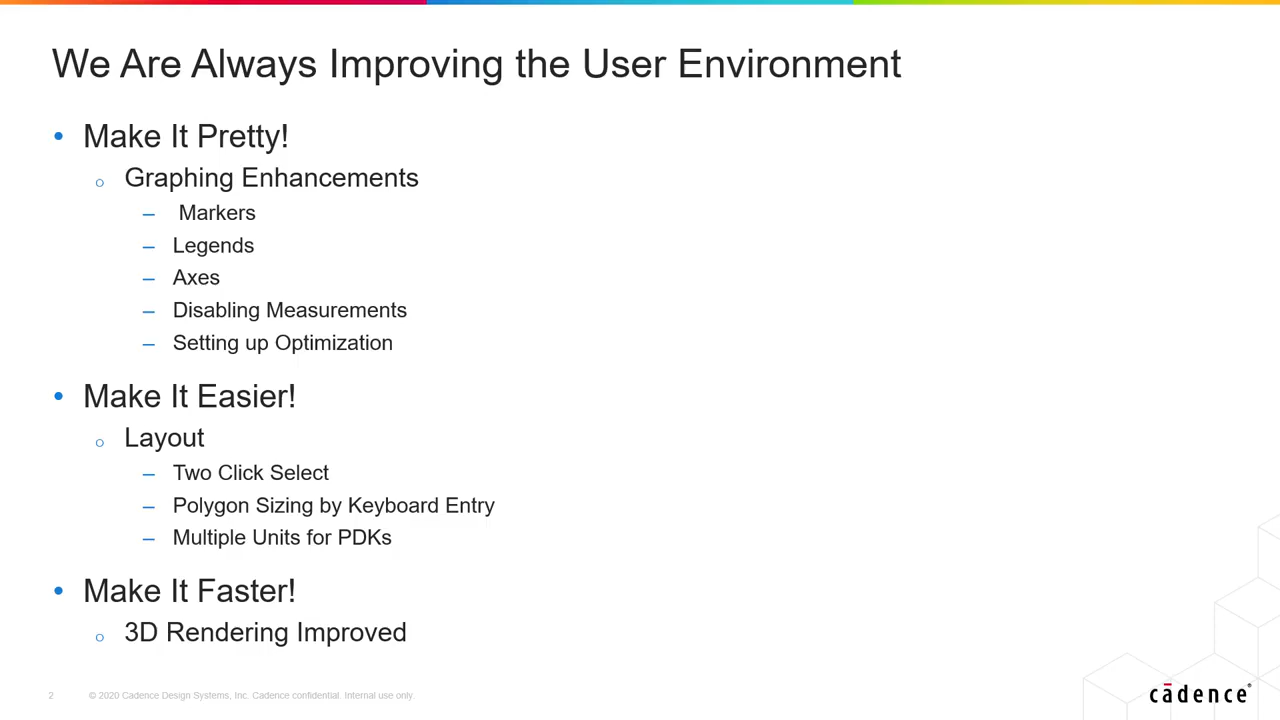 We Are Always Improving the User Environment
• Make It Pretty!
o Graphing Enhancements
– Markers
– Legends
– Axes
– Disabling Measurements
– Setting up Optimization
• Make It Easier!
o Layout
– Two Click Select
– Polygon Sizing by Keyboard Entry
– Multiple Units for PDKs
• Make It Faster!
o 3D Rendering Improved
2 © 2020 Cadence Design Systems, Inc. Cadence confidential. Internal use only.
cādence®